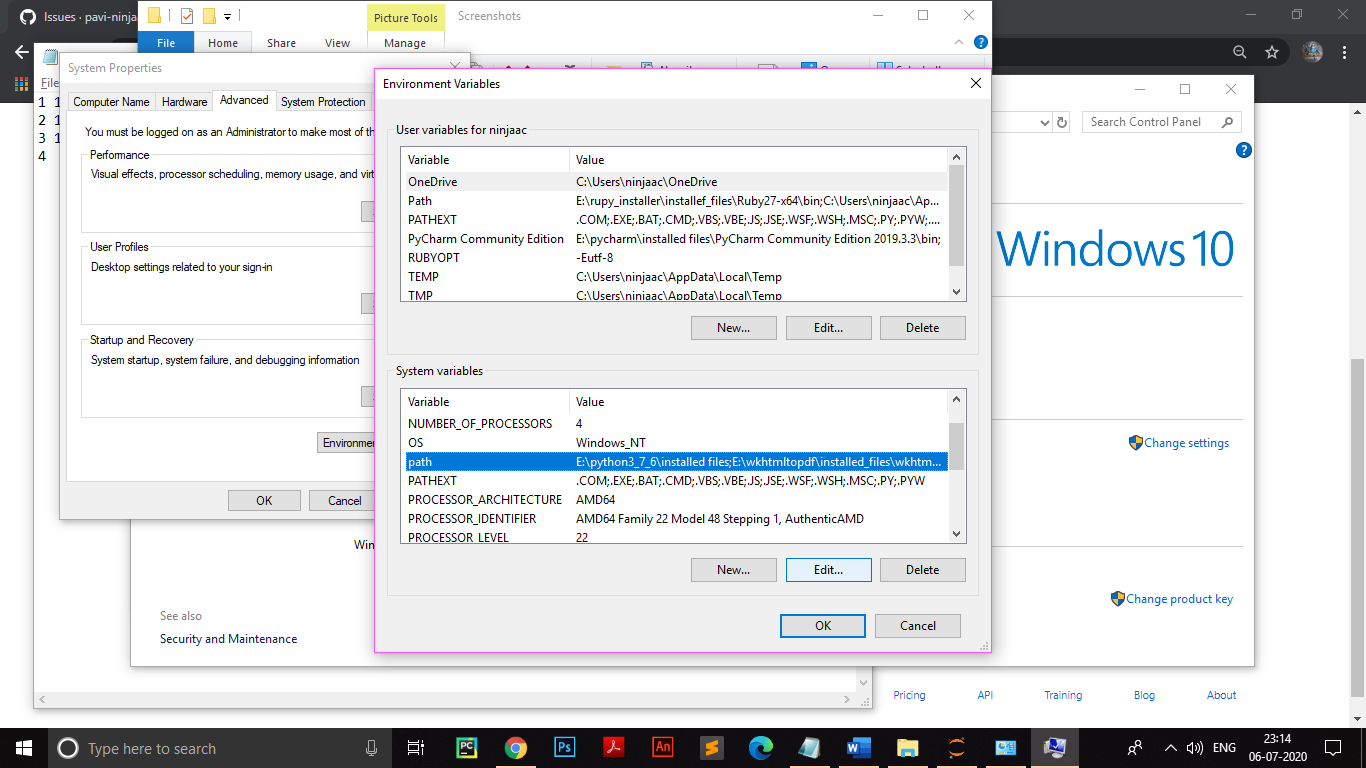 Issues · pavi-ninja
Picture Tools
Screenshots
File
Home
Share
View
Manage
System Properties
File
Computer Name
Hardware
Advanced
System Protection
You must be logged on as an Administrator to make most of th
Performance
Visual effects, processor scheduling, memory usage, and virt
User Profiles
Desktop settings related to your sign-in
Startup and Recovery
System startup, system failure, and debugging information
Environment
OK
Cancel
1 1
2 1
3 1
4
Environment Variables
User variables for ninjaac
Variable Value
OneDrive C:\Users\ninjaac\OneDrive
Path E:\rupy_installer\installef_files\Ruby27-x64\bin;C:\Users\ninjaac\Ap...
PATHEXT .COM;.EXE;.BAT;.CMD;.VBS;.VBE;.JS;.JSE;.WSF;.WSH;.MSC;.PY;.PYW;....
PyCharm Community Edition E:\pycharm\installed files\PyCharm Community Edition 2019.3.3\bin;
RUBYOPT -Eutf-8
TEMP C:\Users\ninjaac\AppData\Local\Temp
TMP C:\Users\ninjaac\AppData\Local\Temp
New... Edit... Delete
System variables
Variable Value
NUMBER_OF_PROCESSORS 4
OS Windows_NT
path E:\python3_7_6\installed files;E:\wkhtmltopdf\installed_files\wkhtm...
PATHEXT .COM;.EXE;.BAT;.CMD;.VBS;.VBE;.JS;.JSE;.WSF;.WSH;.MSC;.PY;.PYW
PROCESSOR_ARCHITECTURE AMD64
PROCESSOR_IDENTIFIER AMD64 Family 22 Model 48 Stepping 1, AuthenticAMD
PROCESSOR_LEVEL 22
New... Edit... Delete
OK Cancel
Search Control Panel
Windows 10
Change settings
Change product key
Win
See also
Security and Maintenance
Pricing API Training Blog About
Type here to search
PC
Ps
An
ENG
23:14
06-07-2020